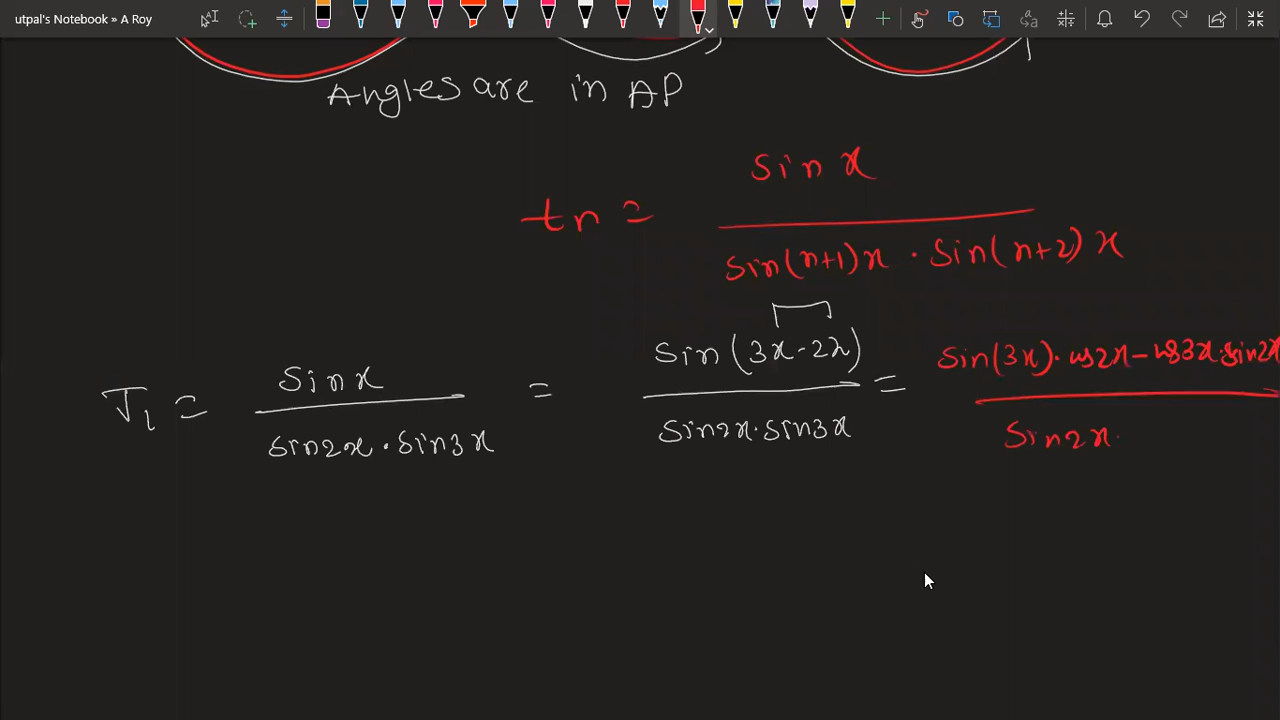 utpal's Notebook » A Roy
Angles are in AP
tn = sin x / sin(n+1)x · sin(n+2)x
T1 = sinx / sin2x · sin3x = sin(3x-2x) / sin2x · sin3x = sin(3x) · cos2x - cos3x · sin2x / sin2x ·